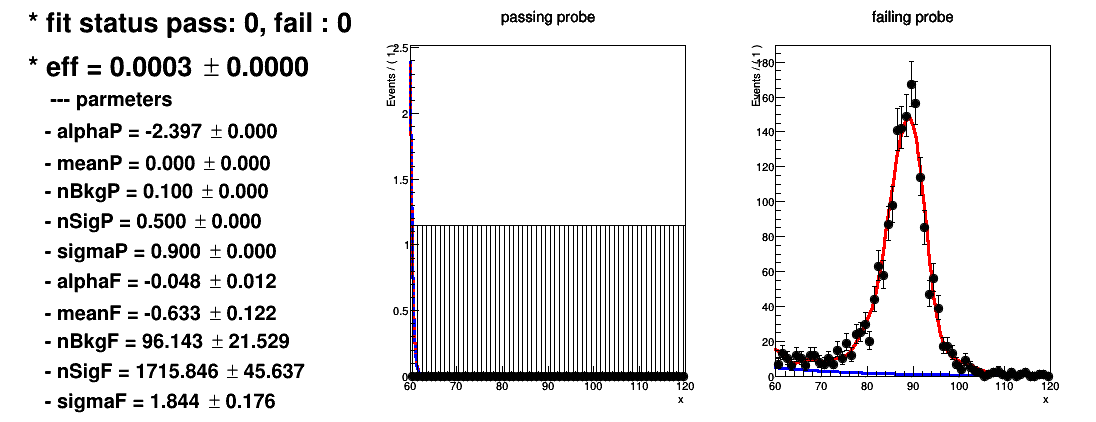 * fit status pass: 0, fail : 0
* eff = 0.0003 ± 0.0000
--- parmeters
- alphaP = -2.397 ± 0.000
- meanP = 0.000 ± 0.000
- nBkgP = 0.100 ± 0.000
- nSigP = 0.500 ± 0.000
- sigmaP = 0.900 ± 0.000
- alphaF = -0.048 ± 0.012
- meanF = -0.633 ± 0.122
- nBkgF = 96.143 ± 21.529
- nSigF = 1715.846 ± 45.637
- sigmaF = 1.844 ± 0.176
passing probe
Events / ( 1 )
2.5
2
1.5
1
0.5
0
60 70 80 90 100 110 120
x
failing probe
Events / ( 1 )
180
160
140
120
100
80
60
40
20
0
60 70 80 90 100 110 120
x